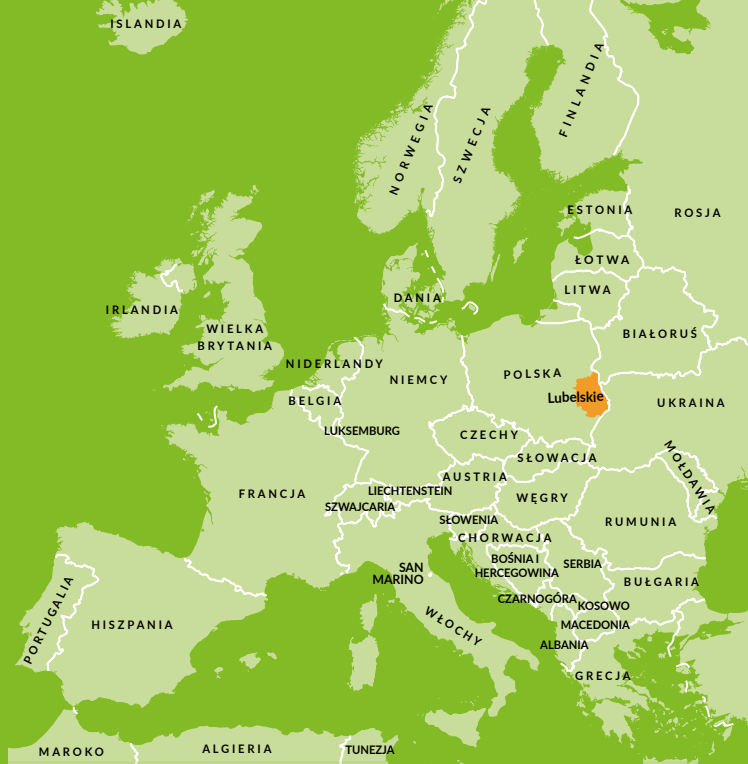 ISLANDIA
NORWEGIA
SZWECJA
FINLANDIA
ESTONIA
ROSJA
ŁOTWA
LITWA
DANIA
IRLANDIA
WIELKA
BRYTANIA
BIAŁORUŚ
NIDERLANDY
NIEMCY
POLSKA
Lubelskie
BELGIA
UKRAINA
LUKSEMBURG
CZECHY
SŁOWACJA
MOŁDAWIA
AUSTRIA
LIECHTENSTEIN
FRANCJA
WĘGRY
SZWAJCARIA
SŁOWENIA
RUMUNIA
CHORWACJA
BOŚNIA I
HERCEGOWINA
SERBIA
SAN
MARINO
BUŁGARIA
CZARNOGÓRA
KOSOWO
PORTUGALIA
HISZPANIA
WŁOCHY
MACEDONIA
ALBANIA
GRECJA
MAROKO
ALGIERIA
TUNEZJA